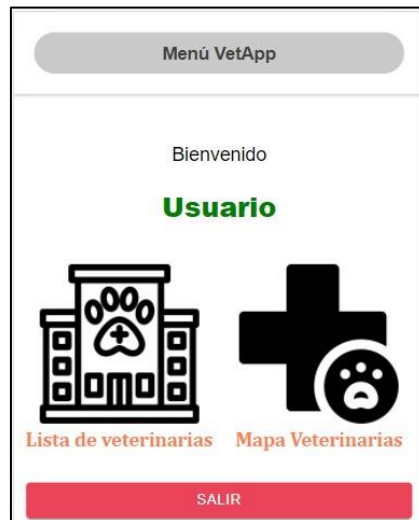 Menú VetApp
Bienvenido
Usuario
Lista de veterinarias Mapa Veterinarias
SALIR